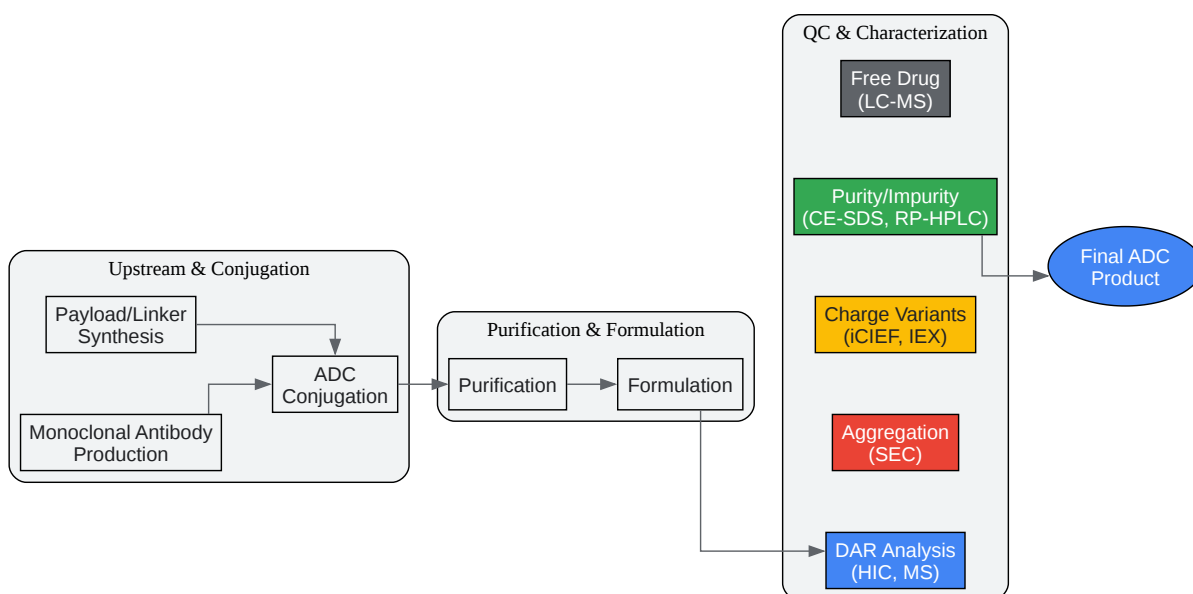 Upstream & Conjugation
Payload/Linker
Synthesis
Monoclonal Antibody
Production
ADC
Conjugation
Purification & Formulation
Purification
Formulation
QC & Characterization
Free Drug
(LC-MS)
Purity/Impurity
(CE-SDS, RP-HPLC)
Charge Variants
(iCIEF, IEX)
Aggregation
(SEC)
DAR Analysis
(HIC, MS)
Final ADC
Product